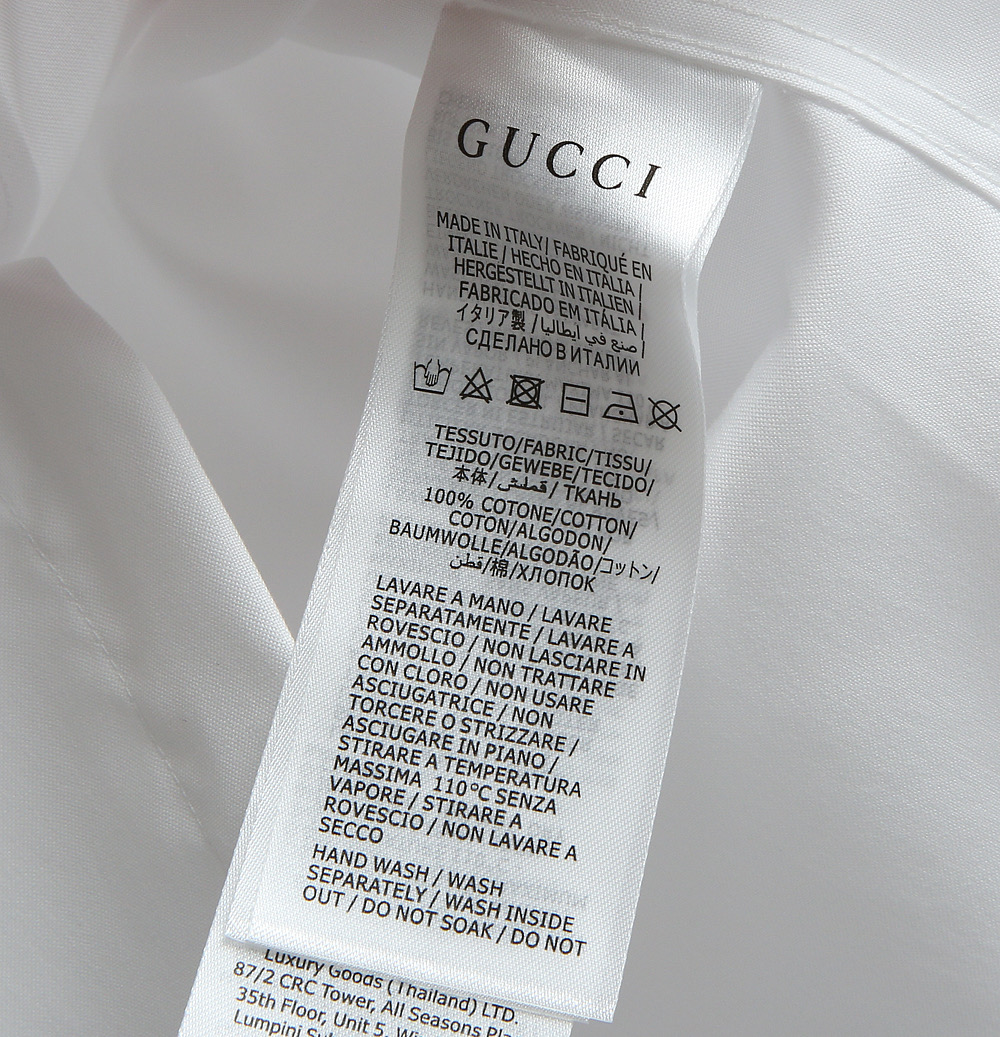 GUCCI
MADE IN ITALY/ FABRIQUÉ EN
ITALIE / HECHO EN ITALIA /
HERGESTELLT IN ITALIEN /
FABRICADO EM ITÁLIA /
イタリア製 / صنع في ايطاليا /
СДЕЛАНО В ИТАЛИИ
TESSUTO/FABRIC/TISSU/
TEJIDO/GEWEBE/TECIDO/
本体/قملش/ ТКАНЬ
100% COTONE/COTTON/
COTON/ALGODON/
BAUMWOLLE/ALGODÃO/コットン/
قطن/棉/ХЛОПОК
LAVARE A MANO / LAVARE
SEPARATAMENTE / LAVARE A
ROVESCIO / NON LASCIARE IN
AMMOLLO / NON TRATTARE
CON CLORO / NON USARE
ASCIUGATRICE / NON
TORCERE O STRIZZARE /
ASCIUGARE IN PIANO /
STIRARE A TEMPERATURA
MASSIMA 110°C SENZA
VAPORE / STIRARE A
ROVESCIO / NON LAVARE A
SECCO
HAND WASH / WASH
SEPARATELY / WASH INSIDE
OUT / DO NOT SOAK / DO NOT
Luxury Goods (Thailand) LTD.
87/2 CRC Tower, All Seasons
35th Floor, Unit 5,
Lumpini